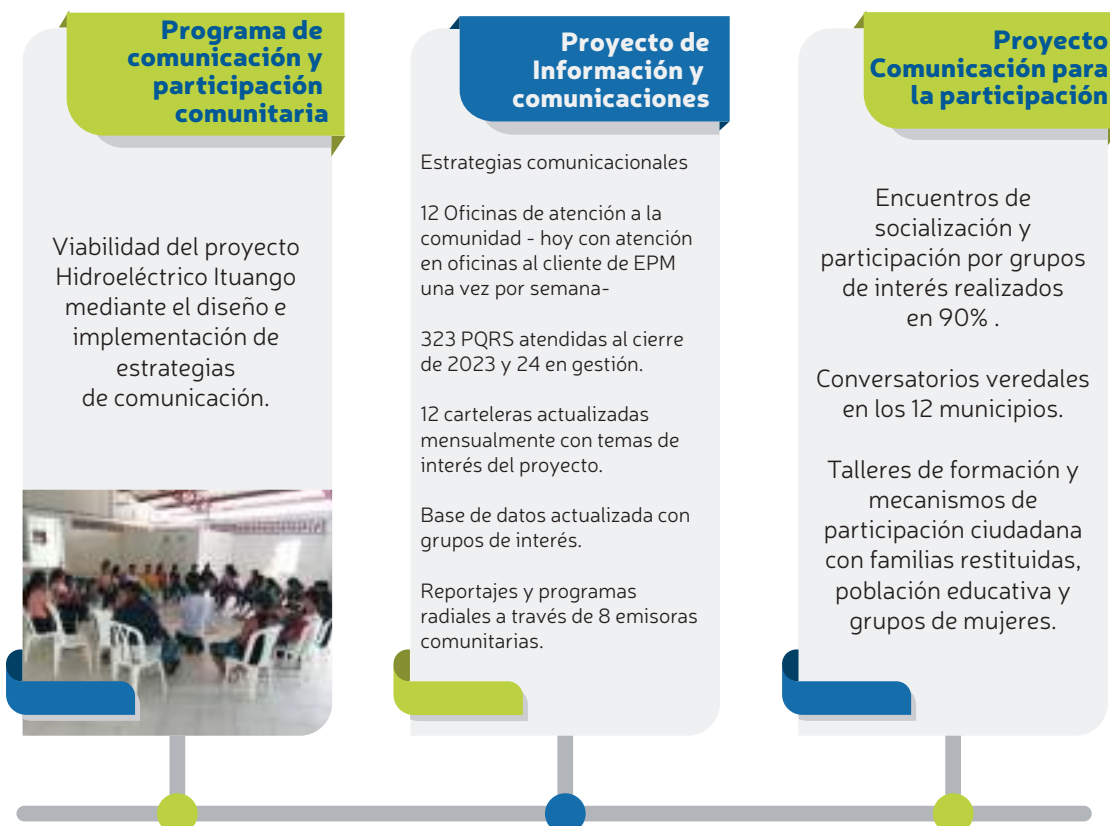 Programa de
comunicación y
participación
comunitaria
Viabilidad del proyecto
Hidroeléctrico Ituango
mediante el diseño e
implementación de
estrategias
de comunicación.
Proyecto de
Información y
comunicaciones
Estrategias comunicacionales
12 Oficinas de atención a la
comunidad - hoy con atención
en oficinas al cliente de EPM
una vez por semana-
323 PQRS atendidas al cierre
de 2023 y 24 en gestión.
12 carteleras actualizadas
mensualmente con temas de
interés del proyecto.
Base de datos actualizada con
grupos de interés.
Reportajes y programas
radiales a través de 8 emisoras
comunitarias.
Proyecto
Comunicación para
la participación
Encuentros de
socialización y
participación por grupos
de interés realizados
en 90% .
Conversatorios veredales
en los 12 municipios.
Talleres de formación y
mecanismos de
participación ciudadana
con familias restituidas,
población educativa y
grupos de mujeres.